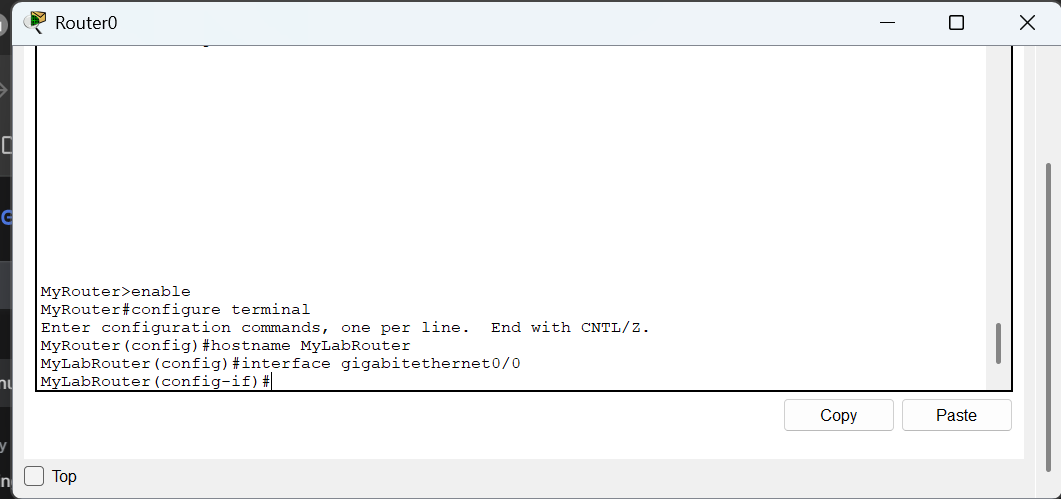 Router0
MyRouter>enable
MyRouter#configure terminal
Enter configuration commands, one per line.  End with CNTL/Z.
MyRouter(config)#hostname MyLabRouter
MyLabRouter(config)#interface gigabitethernet0/0
MyLabRouter(config-if)#
Copy
Paste
Top